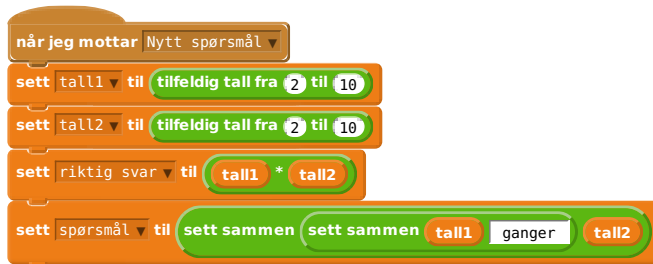 når jeg mottar Nytt spørsmål
sett tall1 til tilfeldig tall fra 2 til 10
sett tall2 til tilfeldig tall fra 2 til 10
sett riktig svar til tall1 * tall2
sett spørsmål til sett sammen sett sammen tall1 ganger tall2